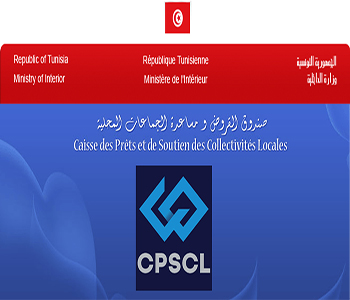 Republic of Tunisia
Ministry of Interior
République Tunisienne
Ministère de l'Intérieur
الجمهورية التونسية
وزارة الداخلية
صندوق القروض و مساعدة الجماعات المحلية
Caisse des Prêts et de Soutien des Collectivités Locales
CPSCL